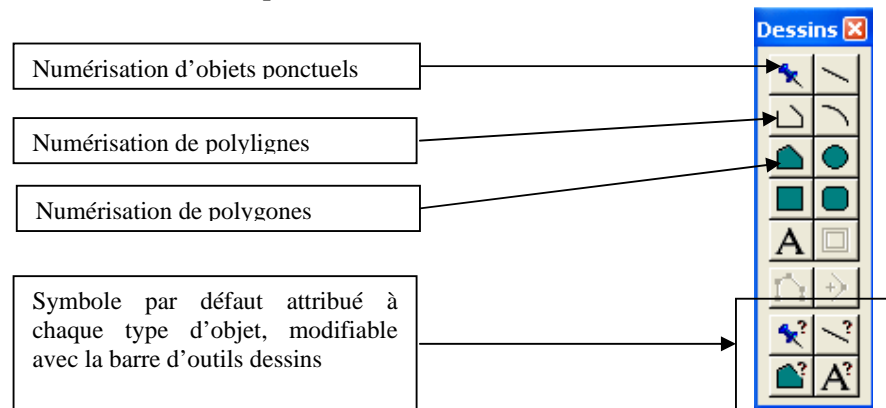 Dessins
Numérisation d’objets ponctuels
Numérisation de polylignes
Numérisation de polygones
A
Symbole par défaut attribué à
chaque type d’objet, modifiable
avec la barre d’outils dessins
?
?
?
A?